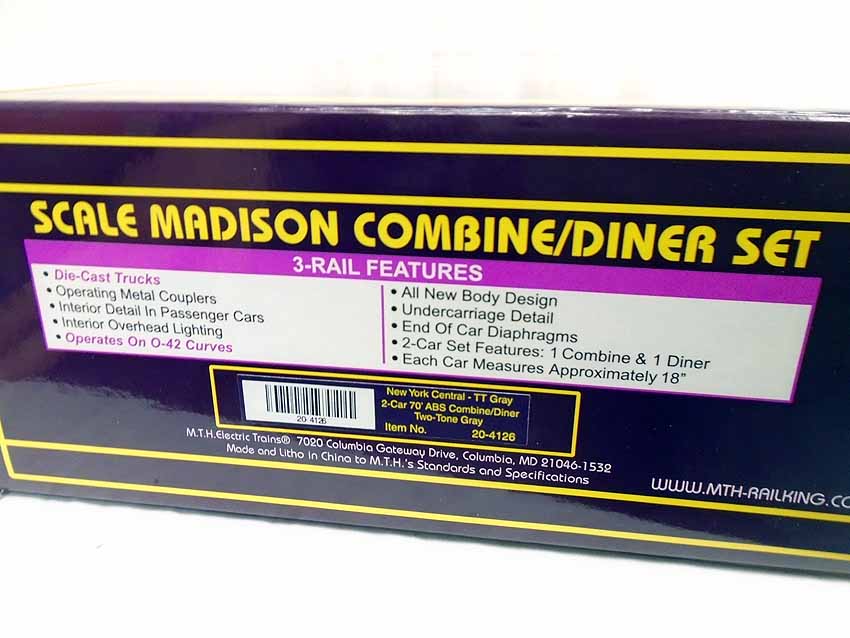 SCALE MADISON COMBINE/DINER SET
3-RAIL FEATURES
• Die-Cast Trucks
• Operating Metal Couplers
• Interior Detail In Passenger Cars
• Interior Overhead Lighting
• Operates On O-42 Curves
• All New Body Design
• Undercarriage Detail
• End Of Car Diaphragms
• 2-Car Set Features: 1 Combine & 1 Diner
• Each Car Measures Approximately 18"
20-4126
New York Central - TT Gray
2-Car 70' ABS Combine/Diner
Two-Tone Gray
Item No. 20-4126
M.T.H.Electric Trains® 7020 Columbia Gateway Drive, Columbia, MD 21046-1532
Made and Litho in China to M.T.H.'s Standards and Specifications
WWW.MTH-RAILKING.CO